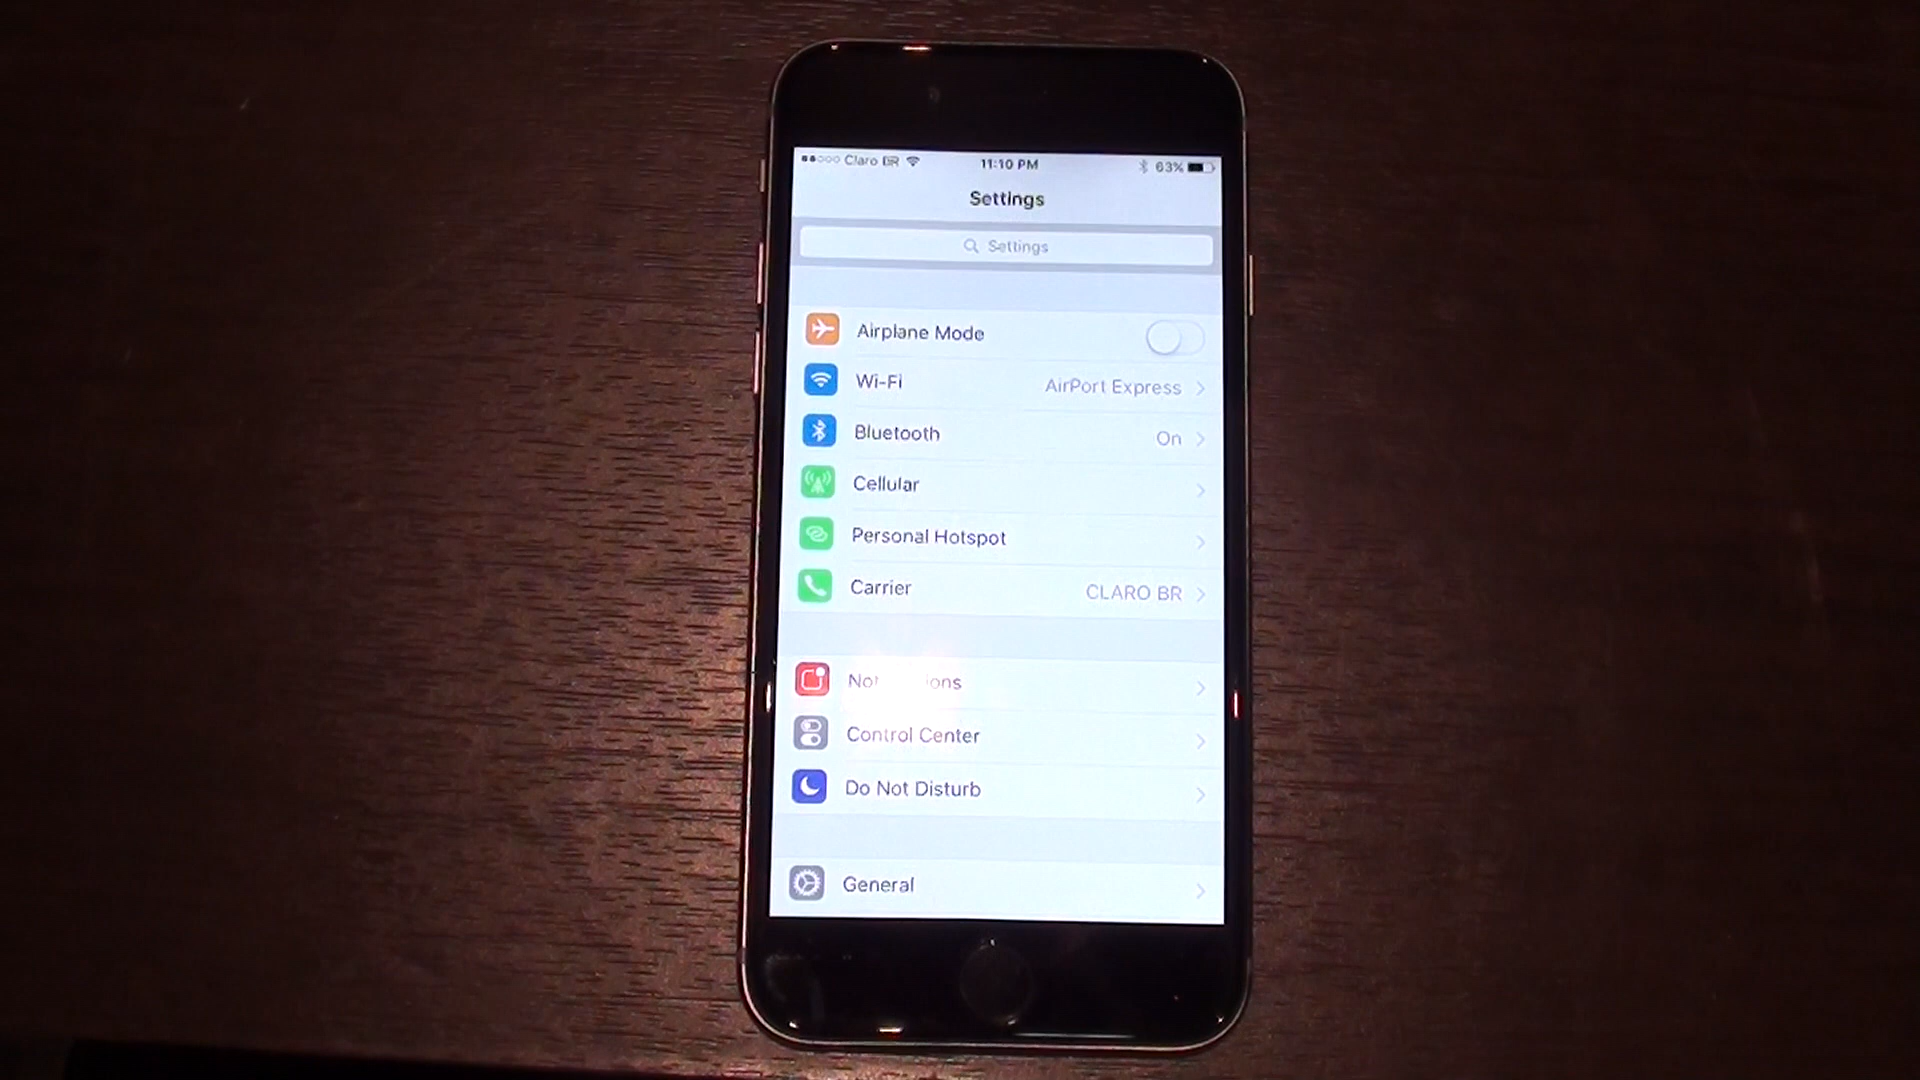 Claro BR 11:10 PM 63%
Settings
Settings
Airplane Mode
Wi-Fi AirPort Express
Bluetooth On
Cellular
Personal Hotspot
Carrier CLARO BR
Control Center
Do Not Disturb
General